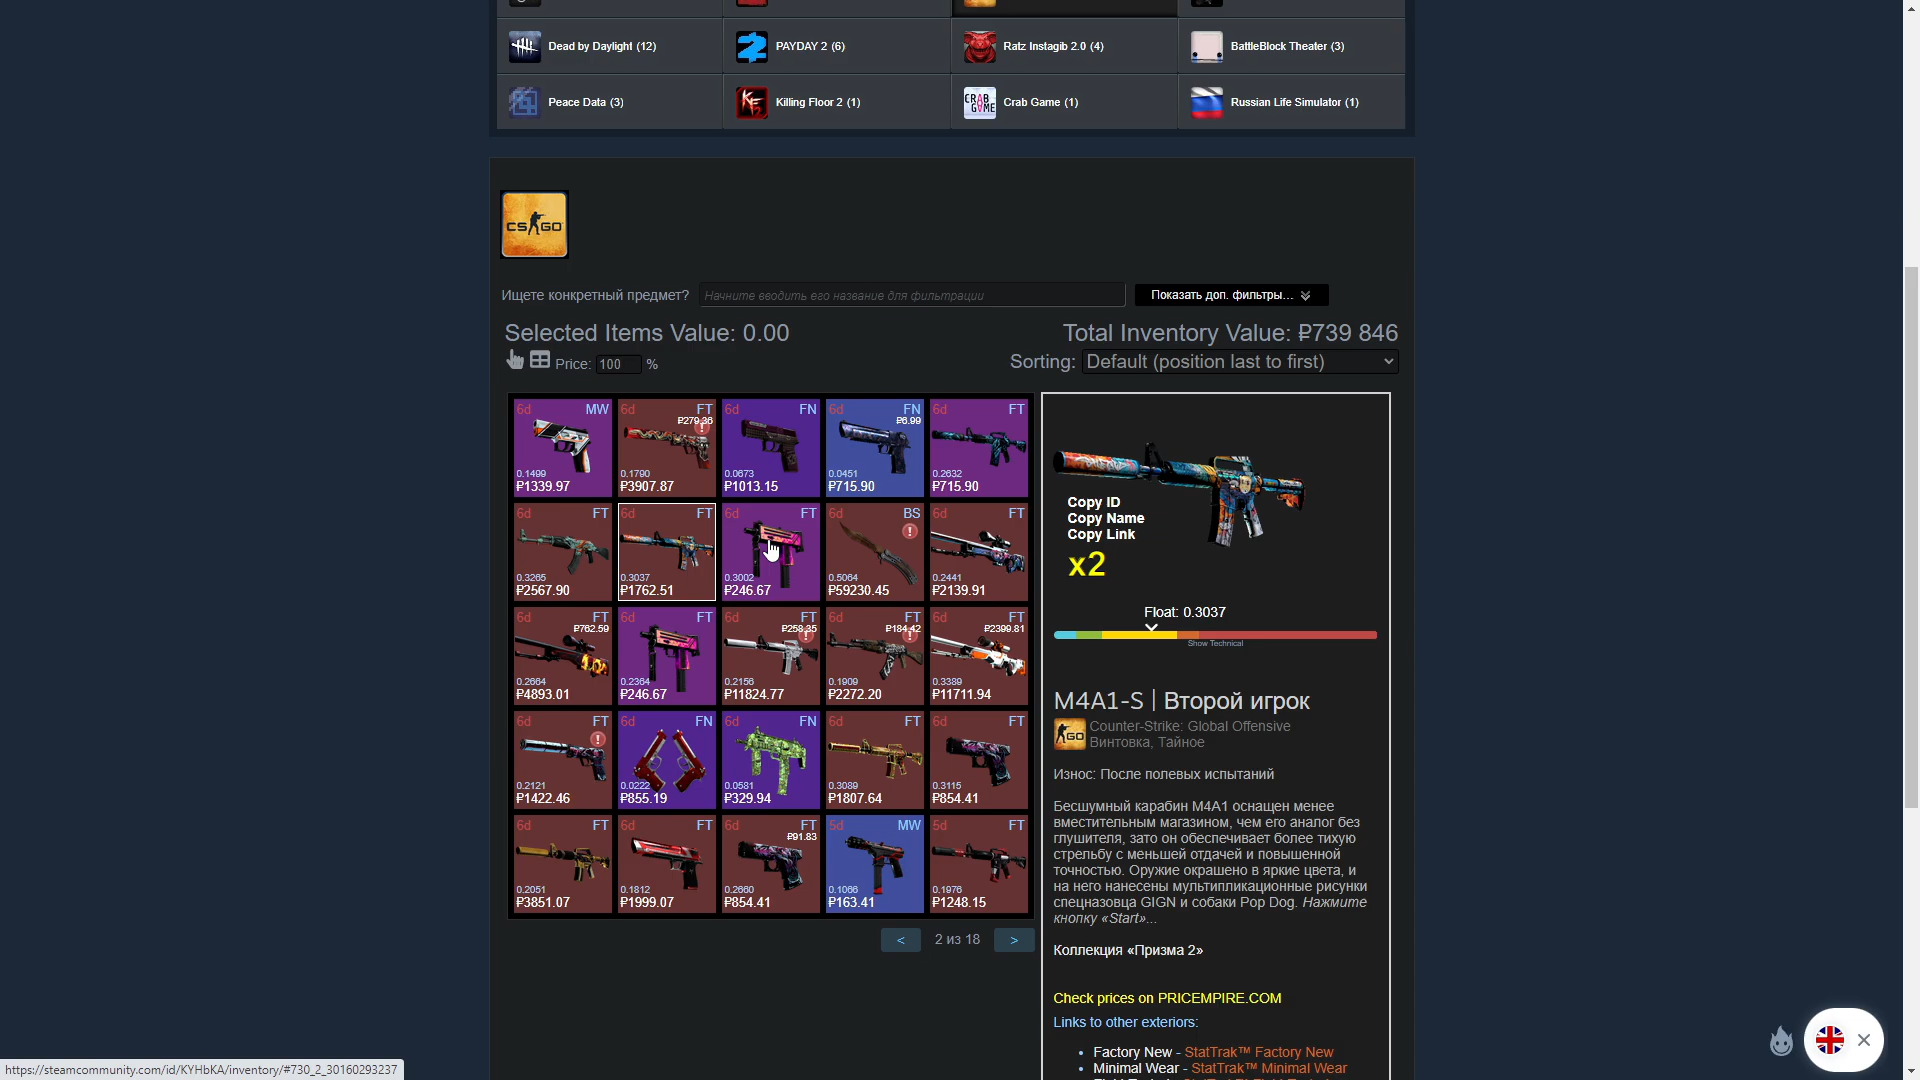 Dead by Daylight (12)
PAYDAY 2 (6)
Ratz Instagib 2.0 (4)
BattleBlock Theater (3)
Peace Data (3)
Killing Floor 2 (1)
CRAB GAME
Crab Game (1)
Russian Life Simulator (1)
CS GO
Ищете конкретный предмет?
Начните вводить его название для фильтрации
Показать доп. фильтры...
Selected Items Value: 0.00
Total Inventory Value: ₽739 846
Price: 100 %
Sorting: Default (position last to first)
6d MW 0.1499 ₽1339.97
6d FT ₽279.36 0.1790 ₽3907.87
6d FN 0.0673 ₽1013.15
6d FN ₽6.99 0.0451 ₽715.90
6d FT 0.2632 ₽715.90
6d FT 0.3265 ₽2567.90
6d FT 0.3037 ₽1762.51
6d FT 0.3002 ₽246.67
6d BS 0.5064 ₽59230.45
6d FT 0.2441 ₽2139.91
6d FT ₽762.59 0.2664 ₽4893.01
6d FT 0.2364 ₽246.67
6d FT ₽258.35 0.2156 ₽11824.77
6d FT ₽184.42 0.1909 ₽2272.20
6d FT ₽2399.81 0.3389 ₽11711.94
6d FT 0.2121 ₽1422.46
6d FN 0.0222 ₽855.19
6d FN 0.0581 ₽329.94
6d FT 0.3089 ₽1807.64
6d FT 0.3115 ₽854.41
6d FT 0.2051 ₽3851.07
6d FT 0.1812 ₽1999.07
6d FT ₽91.83 0.2660 ₽854.41
5d MW 0.1066 ₽163.41
5d FT 0.1976 ₽1248.15
< 2 из 18 >
Copy ID
Copy Name
Copy Link
x2
Float: 0.3037
Show Technical
M4A1-S | Второй игрок
Counter-Strike: Global Offensive
Винтовка, Тайное
Износ: После полевых испытаний
Бесшумный карабин M4A1 оснащен менее
вместительным магазином, чем его аналог без
глушителя, зато он обеспечивает более тихую
стрельбу с меньшей отдачей и повышенной
точностью. Оружие окрашено в яркие цвета, и
на него нанесены мультипликационные рисунки
спецназовца GIGN и собаки Pop Dog. Нажмите
кнопку «Start»...
Коллекция «Призма 2»
Check prices on PRICEMPIRE.COM
Links to other exteriors:
• Factory New - StatTrak™ Factory New
• Minimal Wear - StatTrak™ Minimal Wear
https://steamcommunity.com/id/KYHbKA/inventory/#730_2_30160293237